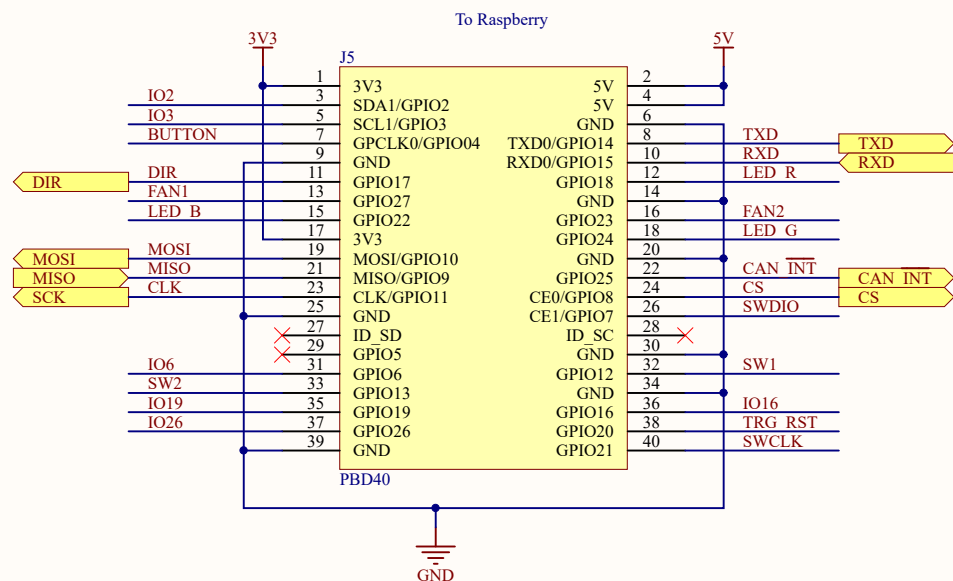 To Raspberry
3V3 5V
J5
1 3V3 5V 2
IO2 3 SDA1/GPIO2 5V 4
IO3 5 SCL1/GPIO3 GND 6
BUTTON 7 GPCLK0/GPIO04 TXD0/GPIO14 8 TXD TXD
9 GND RXD0/GPIO15 10 RXD RXD
DIR DIR 11 GPIO17 GPIO18 12 LED_R
FAN1 13 GPIO27 GND 14
LED_B 15 GPIO22 GPIO23 16 FAN2
17 3V3 GPIO24 18 LED_G
MOSI MOSI 19 MOSI/GPIO10 GND 20
MISO MISO 21 MISO/GPIO9 GPIO25 22 CAN_INT CAN_INT
SCK CLK 23 CLK/GPIO11 CE0/GPIO8 24 CS CS
25 GND CE1/GPIO7 26 SWDIO
27 ID_SD ID_SC 28
29 GPIO5 GND 30
IO6 31 GPIO6 GPIO12 32 SW1
SW2 33 GPIO13 GND 34
IO19 35 GPIO19 GPIO16 36 IO16
IO26 37 GPIO26 GPIO20 38 TRG_RST
39 GND GPIO21 40 SWCLK
PBD40
GND